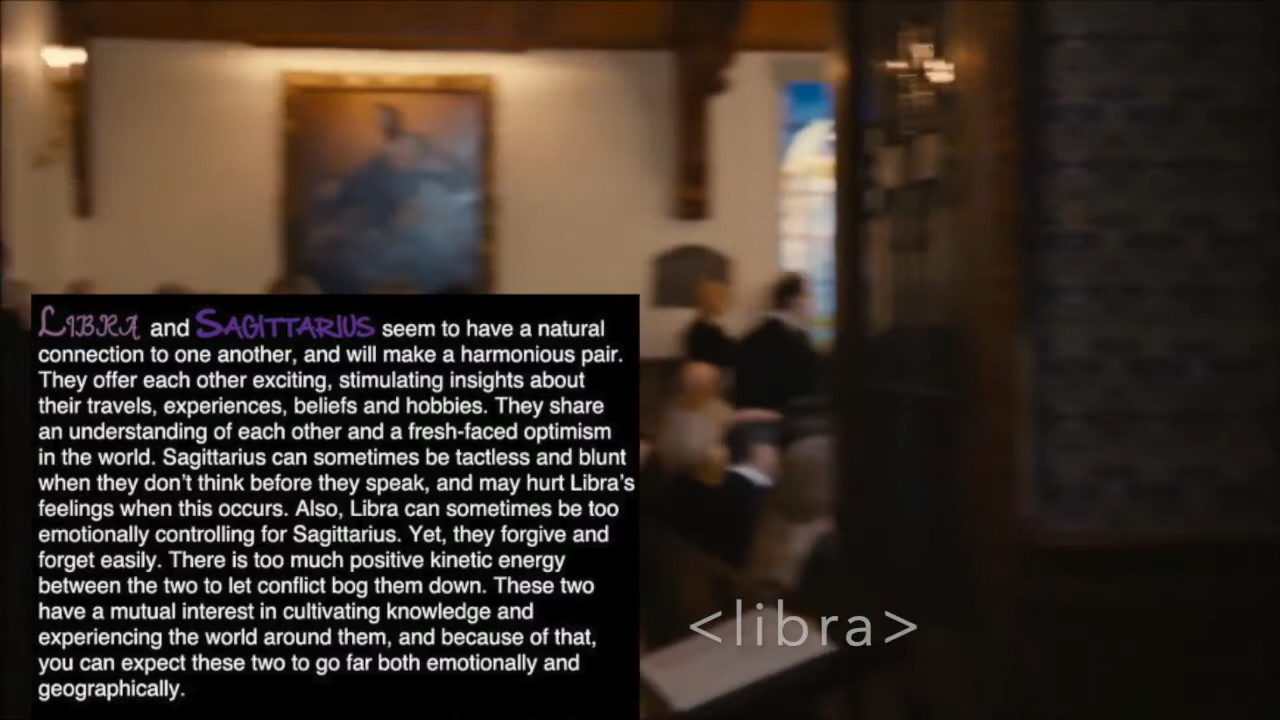 LIBRA and SAGITTARIUS seem to have a natural
connection to one another, and will make a harmonious pair.
They offer each other exciting, stimulating insights about
their travels, experiences, beliefs and hobbies. They share
an understanding of each other and a fresh-faced optimism
in the world. Sagittarius can sometimes be tactless and blunt
when they don't think before they speak, and may hurt Libra's
feelings when this occurs. Also, Libra can sometimes be too
emotionally controlling for Sagittarius. Yet, they forgive and
forget easily. There is too much positive kinetic energy
between the two to let conflict bog them down. These two
have a mutual interest in cultivating knowledge and
experiencing the world around them, and because of that,
you can expect these two to go far both emotionally and
geographically.
<libra>